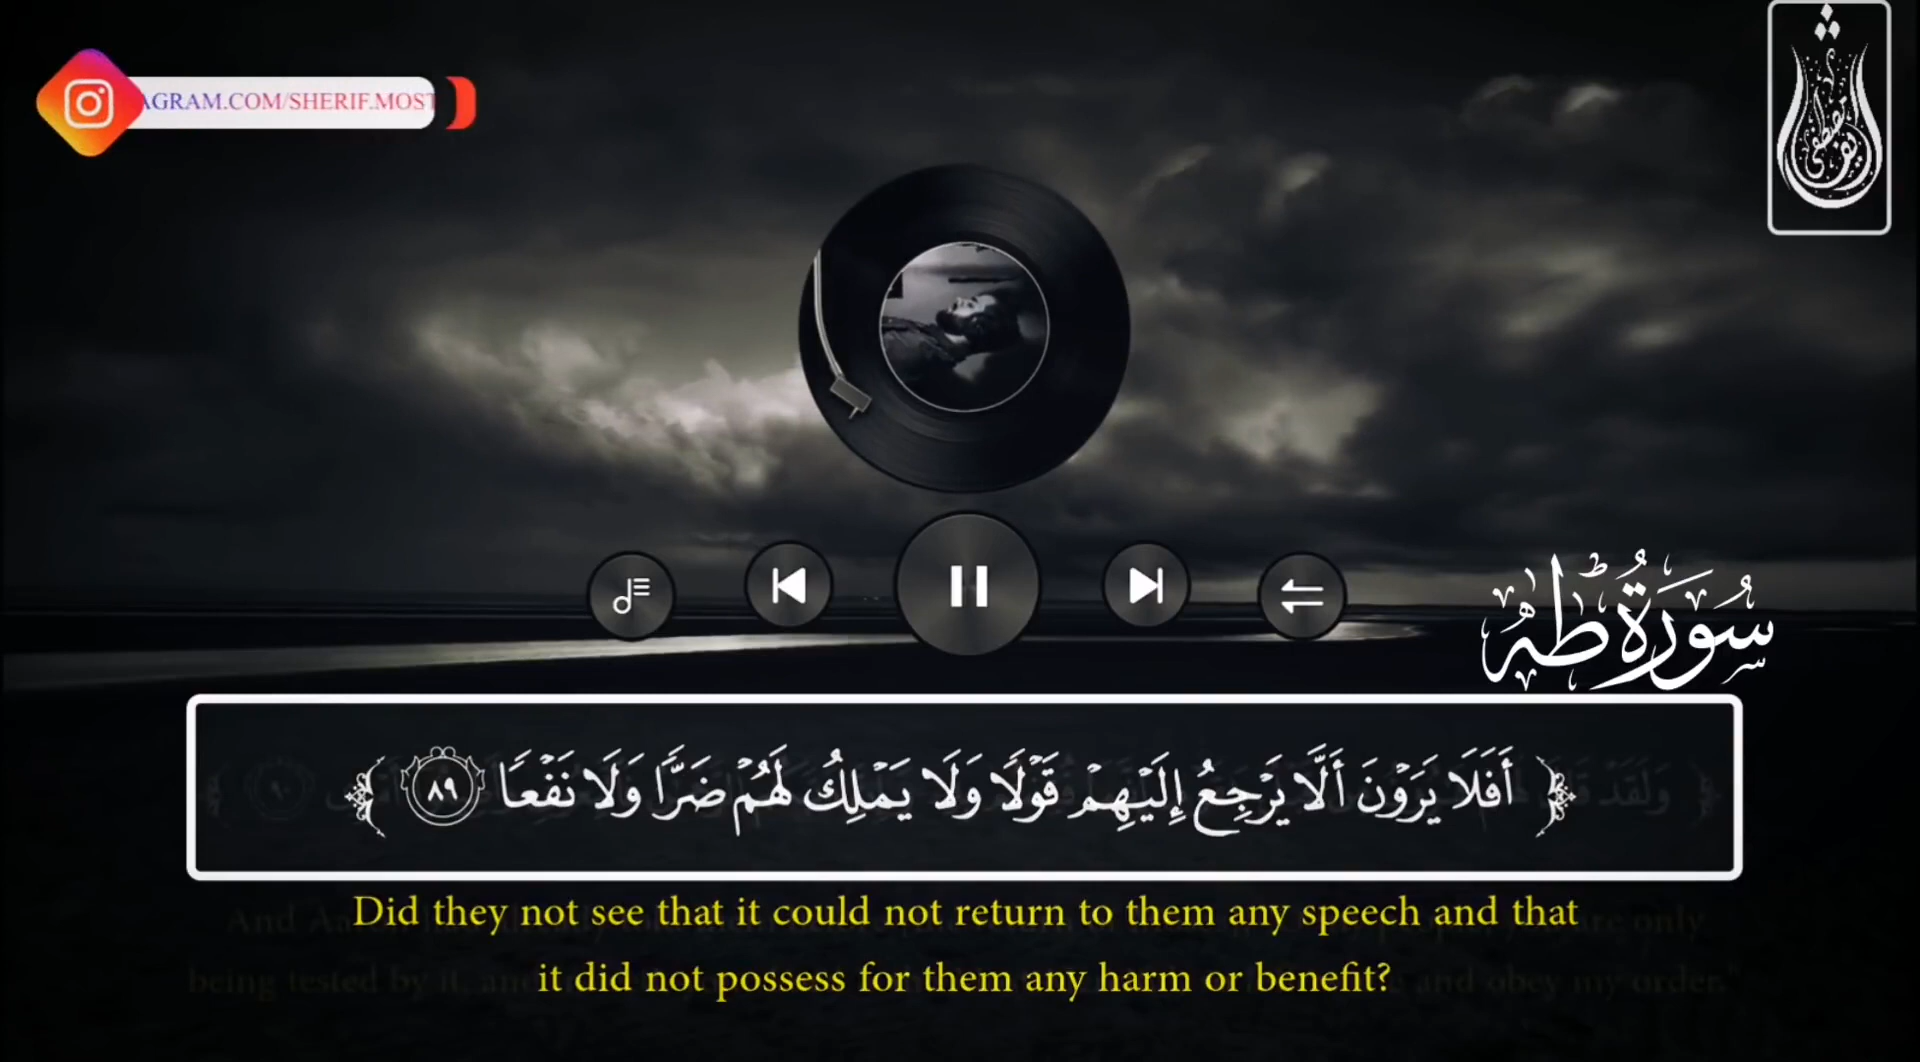 AGRAM.COM/SHERIF.MOST
سُورَةُ طٰهٰ
أَفَلَا يَرَوْنَ أَلَّا يَرْجِعُ إِلَيْهِمْ قَوْلًا وَلَا يَمْلِكُ لَهُمْ ضَرًّا وَلَا نَفْعًا ٨٩
Did they not see that it could not return to them any speech and that
it did not possess for them any harm or benefit?